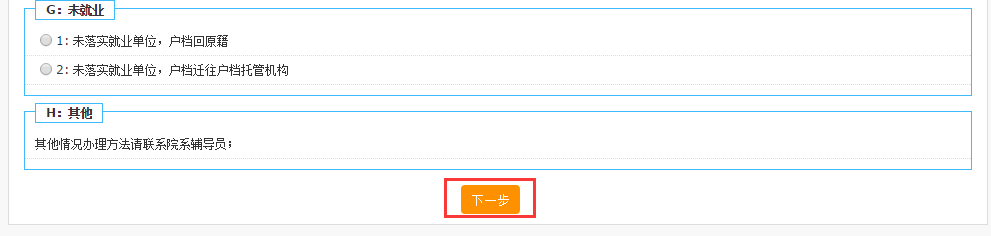 G：未就业
1: 未落实就业单位，户档回原籍
2: 未落实就业单位，户档迁往户档托管机构
H：其他
其他情况办理方法请联系院系辅导员；
下一步